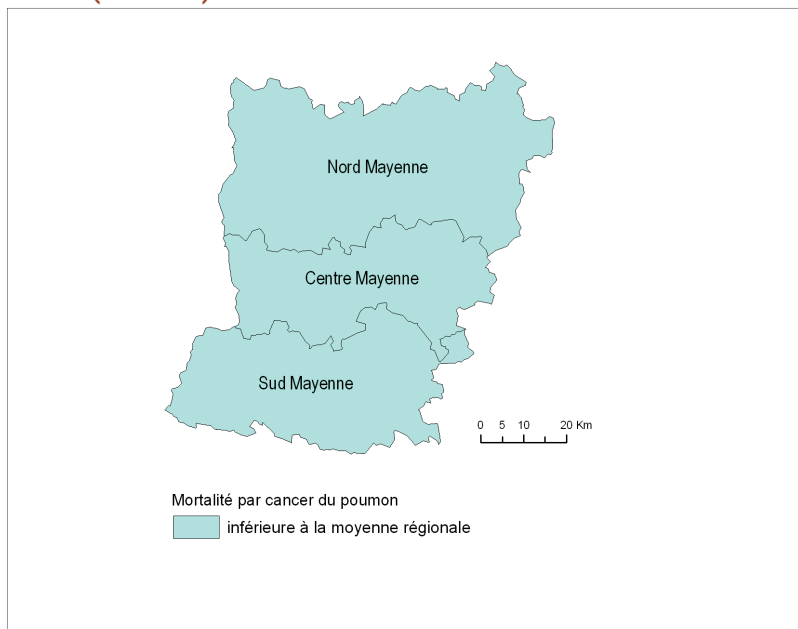 Nord Mayenne
Centre Mayenne
Sud Mayenne
0 5 10 20 Km
Mortalité par cancer du poumon
inférieure à la moyenne régionale